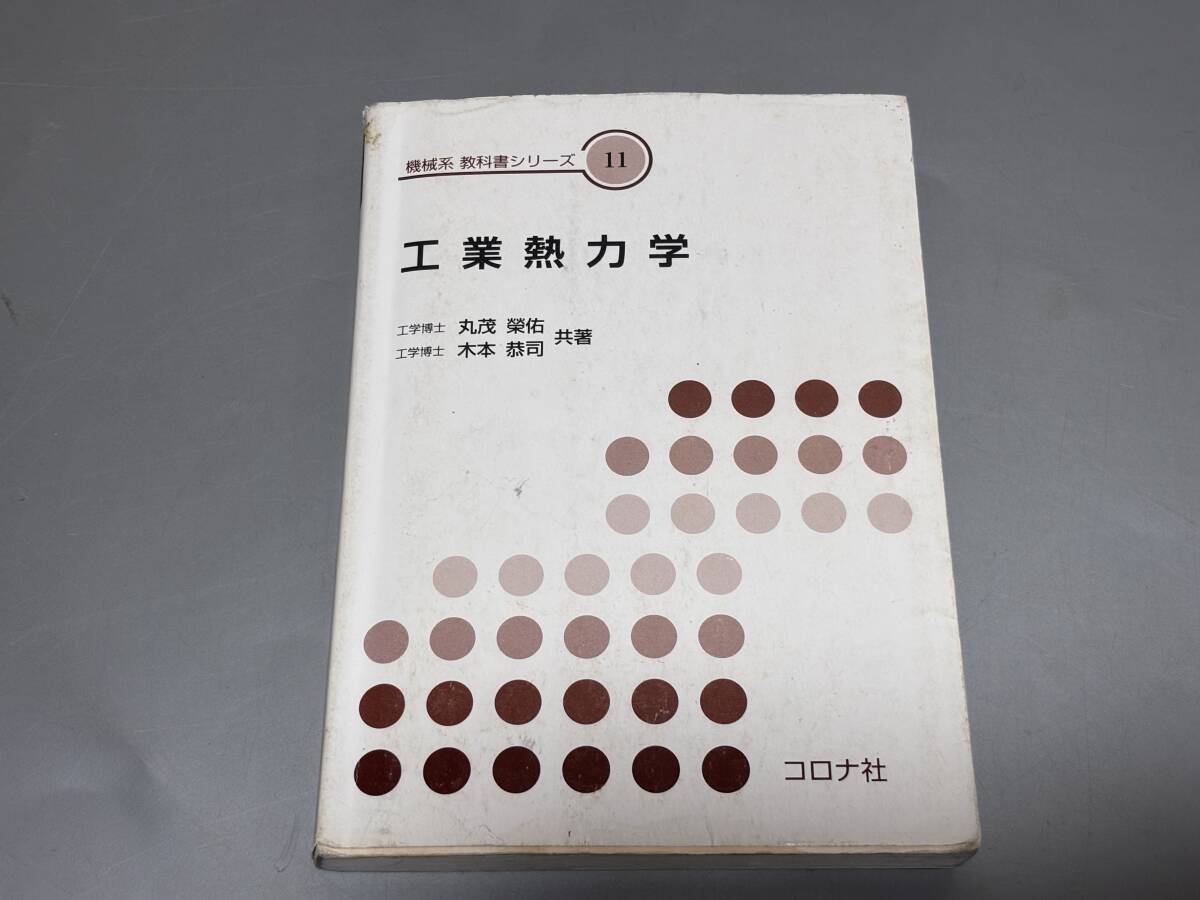 機械系 教科書シリーズ 11
工業熱力学
工学博士 丸茂 榮佑
工学博士 木本 恭司 共著
コロナ社